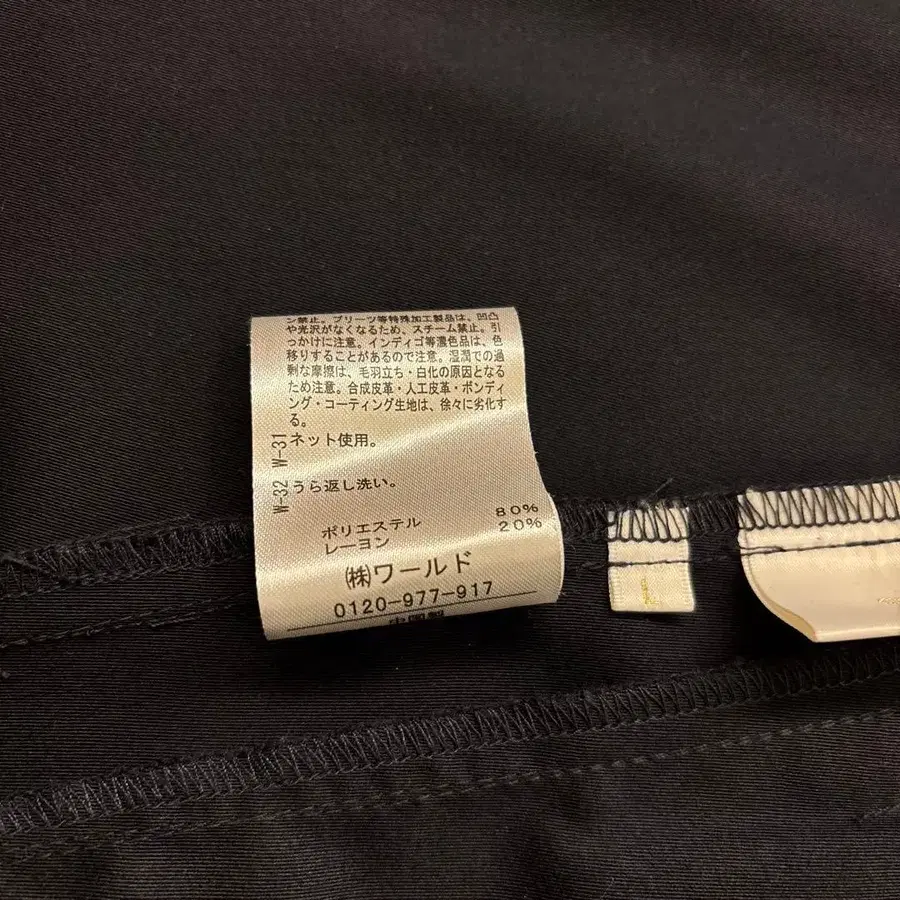 ン禁止。プリーツ等特殊加工製品は、凹凸
や光沢がなくなるため、スチーム禁止。引
っかけに注意。インディゴ等濃色品は、色
移りすることがあるので注意。湿潤での過
剰な摩擦は、毛羽立ち・白化の原因となる
ため注意。合成皮革・人工皮革・ボンディ
ング・コーティング生地は、徐々に劣化す
る。
W-31 ネット使用。
W-32 うら返し洗い。
ポリエステル 80%
レーヨン 20%
(株)ワールド
0120-977-917
中国製
L